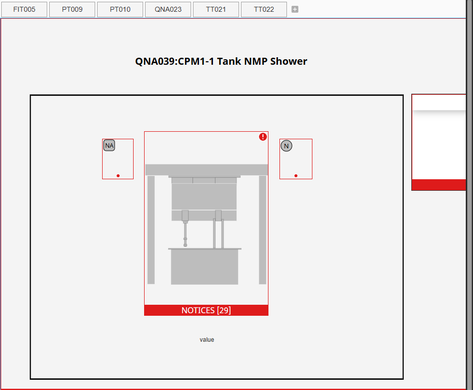 FIT005 PT009 PT010 QNA023 TT021 TT022
QNA039:CPM1-1 Tank NMP Shower
NA
!
N
NOTICES [29]
value